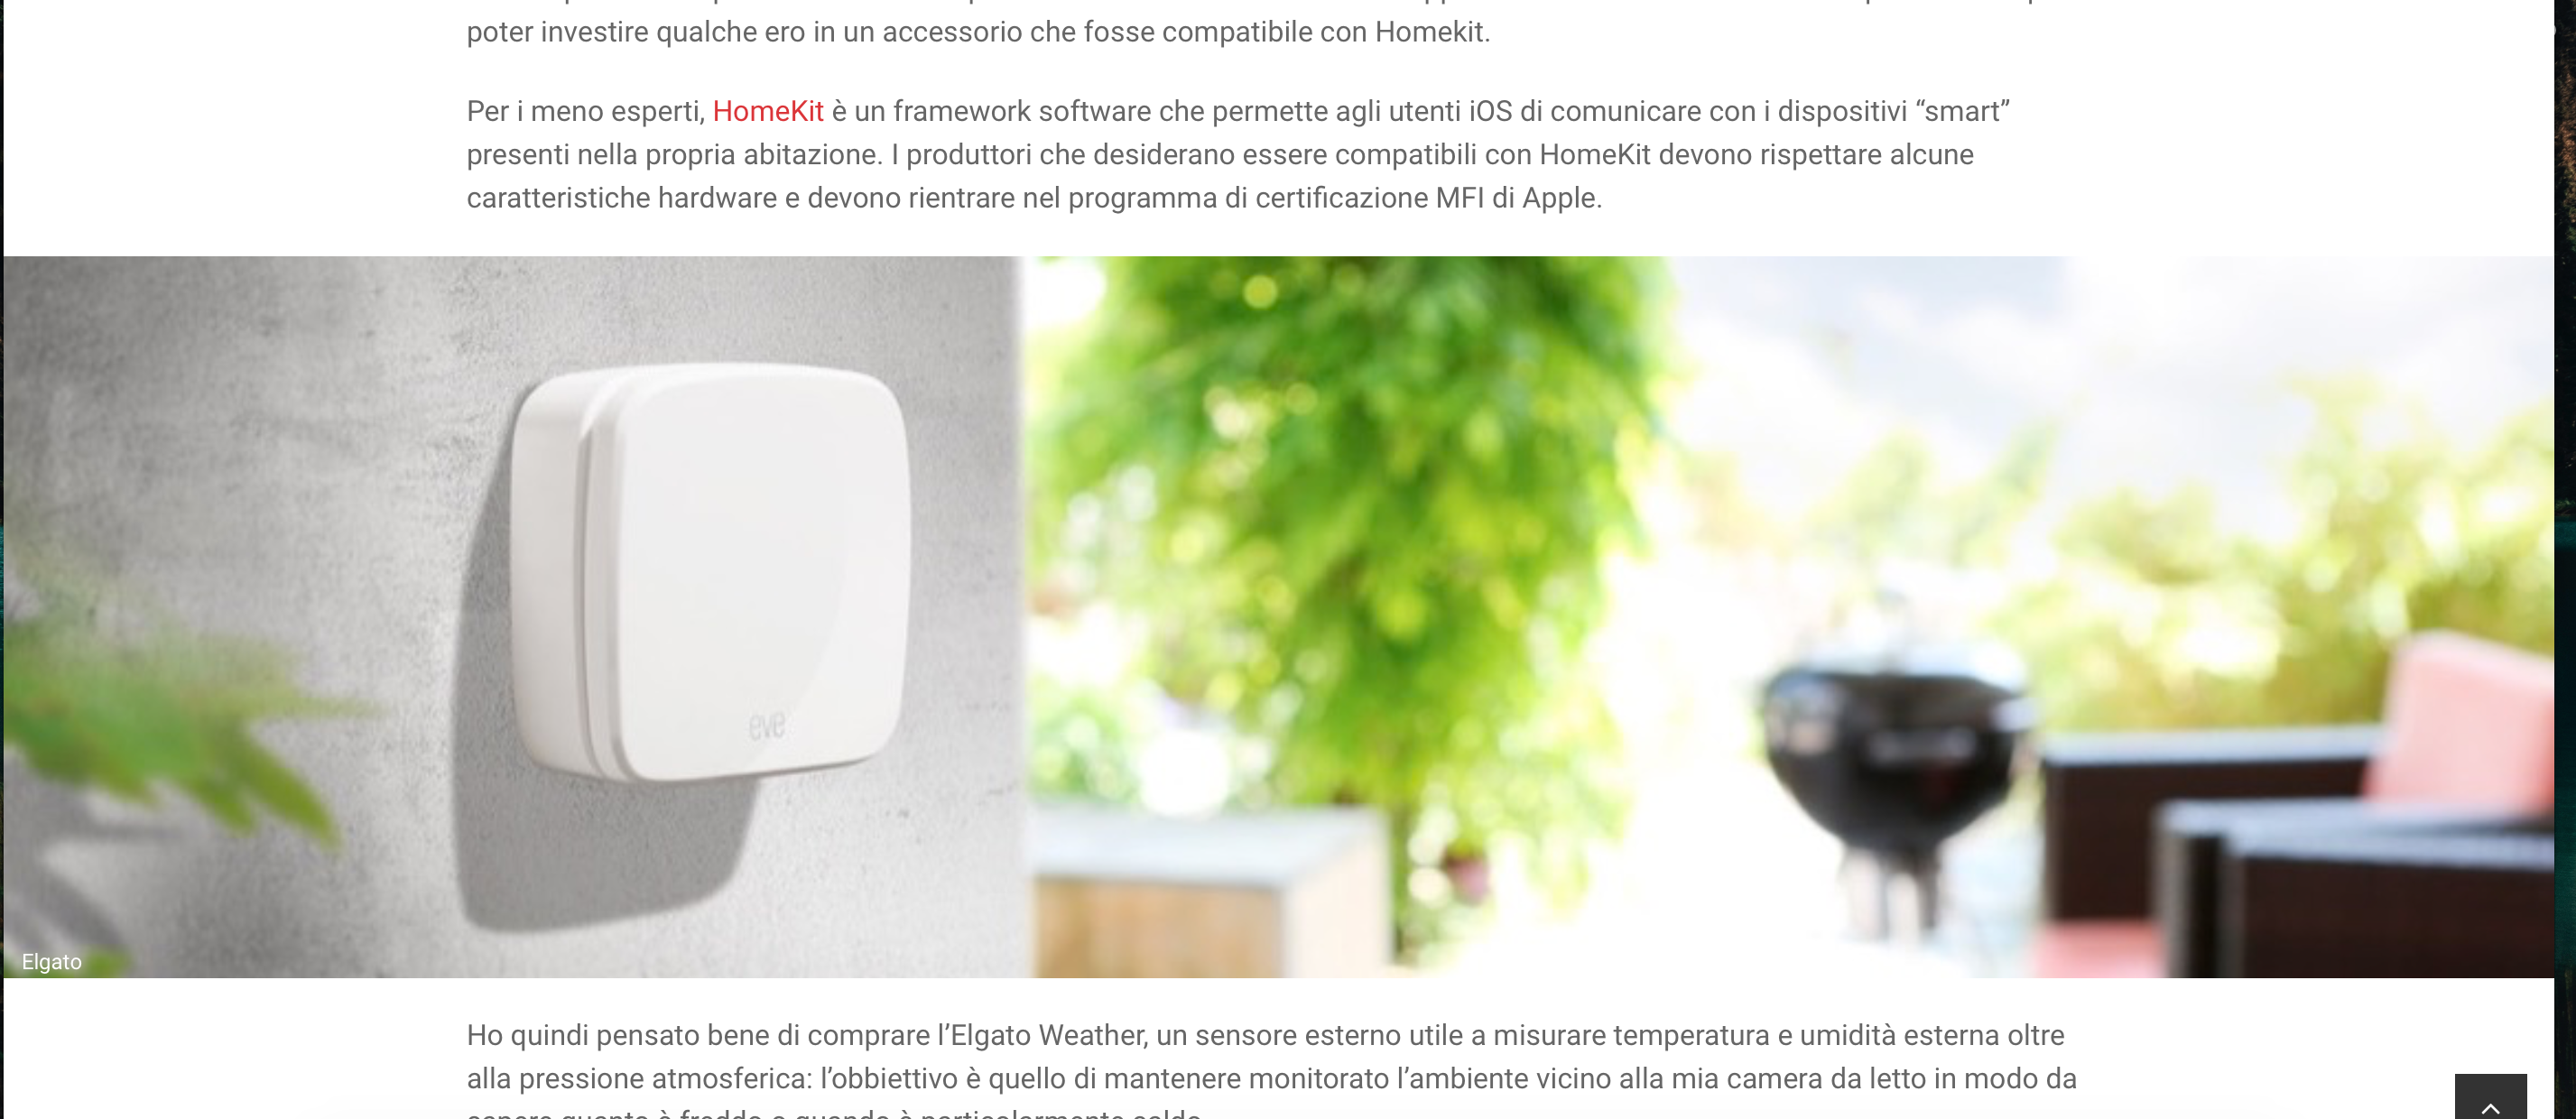 poter investire qualche ero in un accessorio che fosse compatibile con Homekit.
Per i meno esperti, HomeKit è un framework software che permette agli utenti iOS di comunicare con i dispositivi “smart”
presenti nella propria abitazione. I produttori che desiderano essere compatibili con HomeKit devono rispettare alcune
caratteristiche hardware e devono rientrare nel programma di certificazione MFI di Apple.
eve
Elgato
Ho quindi pensato bene di comprare l’Elgato Weather, un sensore esterno utile a misurare temperatura e umidità esterna oltre
alla pressione atmosferica: l’obbiettivo è quello di mantenere monitorato l’ambiente vicino alla mia camera da letto in modo da